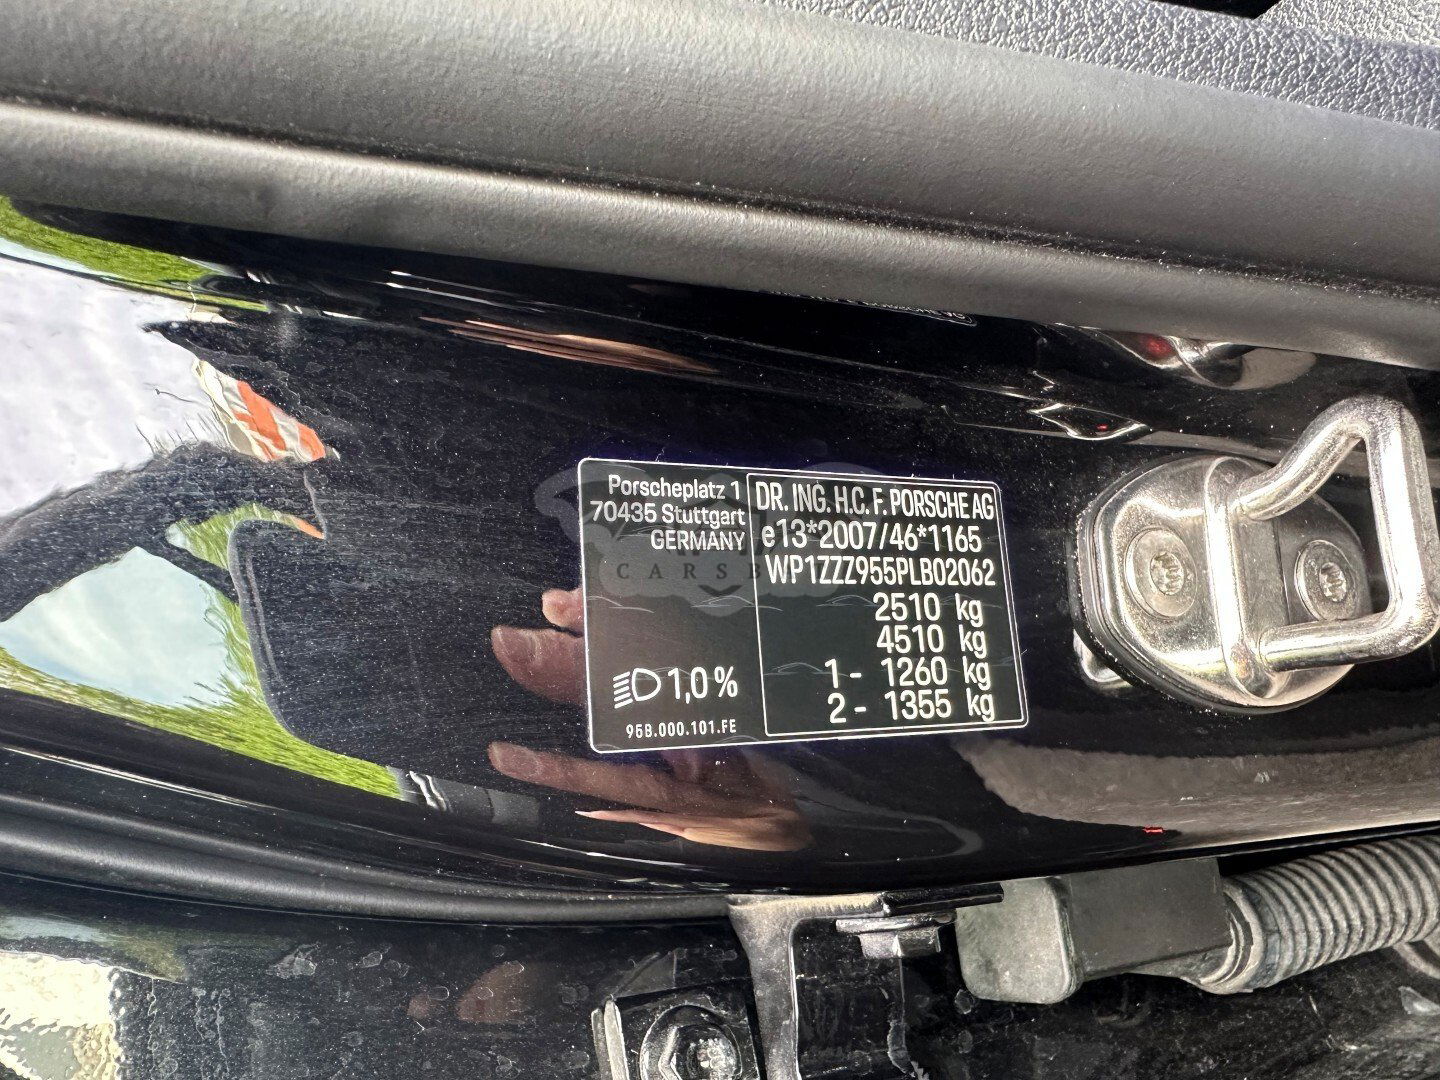 Porscheplatz 1
70435 Stuttgart
GERMANY
1,0 %
95B.000.101.FE
DR. ING. H.C. F. PORSCHE AG
e13*2007/46*1165
WP1ZZZ955PLB02062
2510 kg
4510 kg
1- 1260 kg
2- 1355 kg